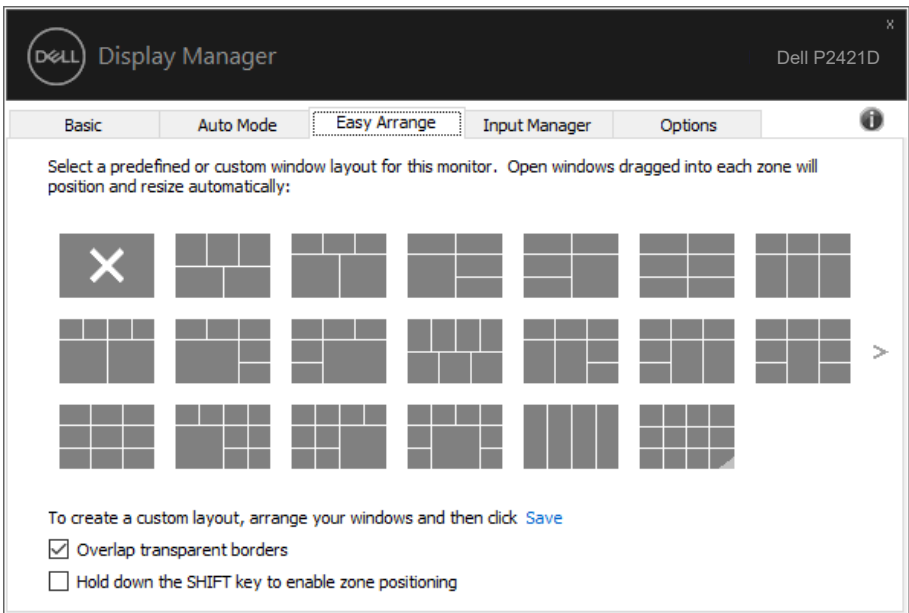 x
DELL Display Manager
Dell P2421D
Basic Auto Mode Easy Arrange Input Manager Options
Select a predefined or custom window layout for this monitor. Open windows dragged into each zone will
position and resize automatically:
>
To create a custom layout, arrange your windows and then click Save
Overlap transparent borders
Hold down the SHIFT key to enable zone positioning